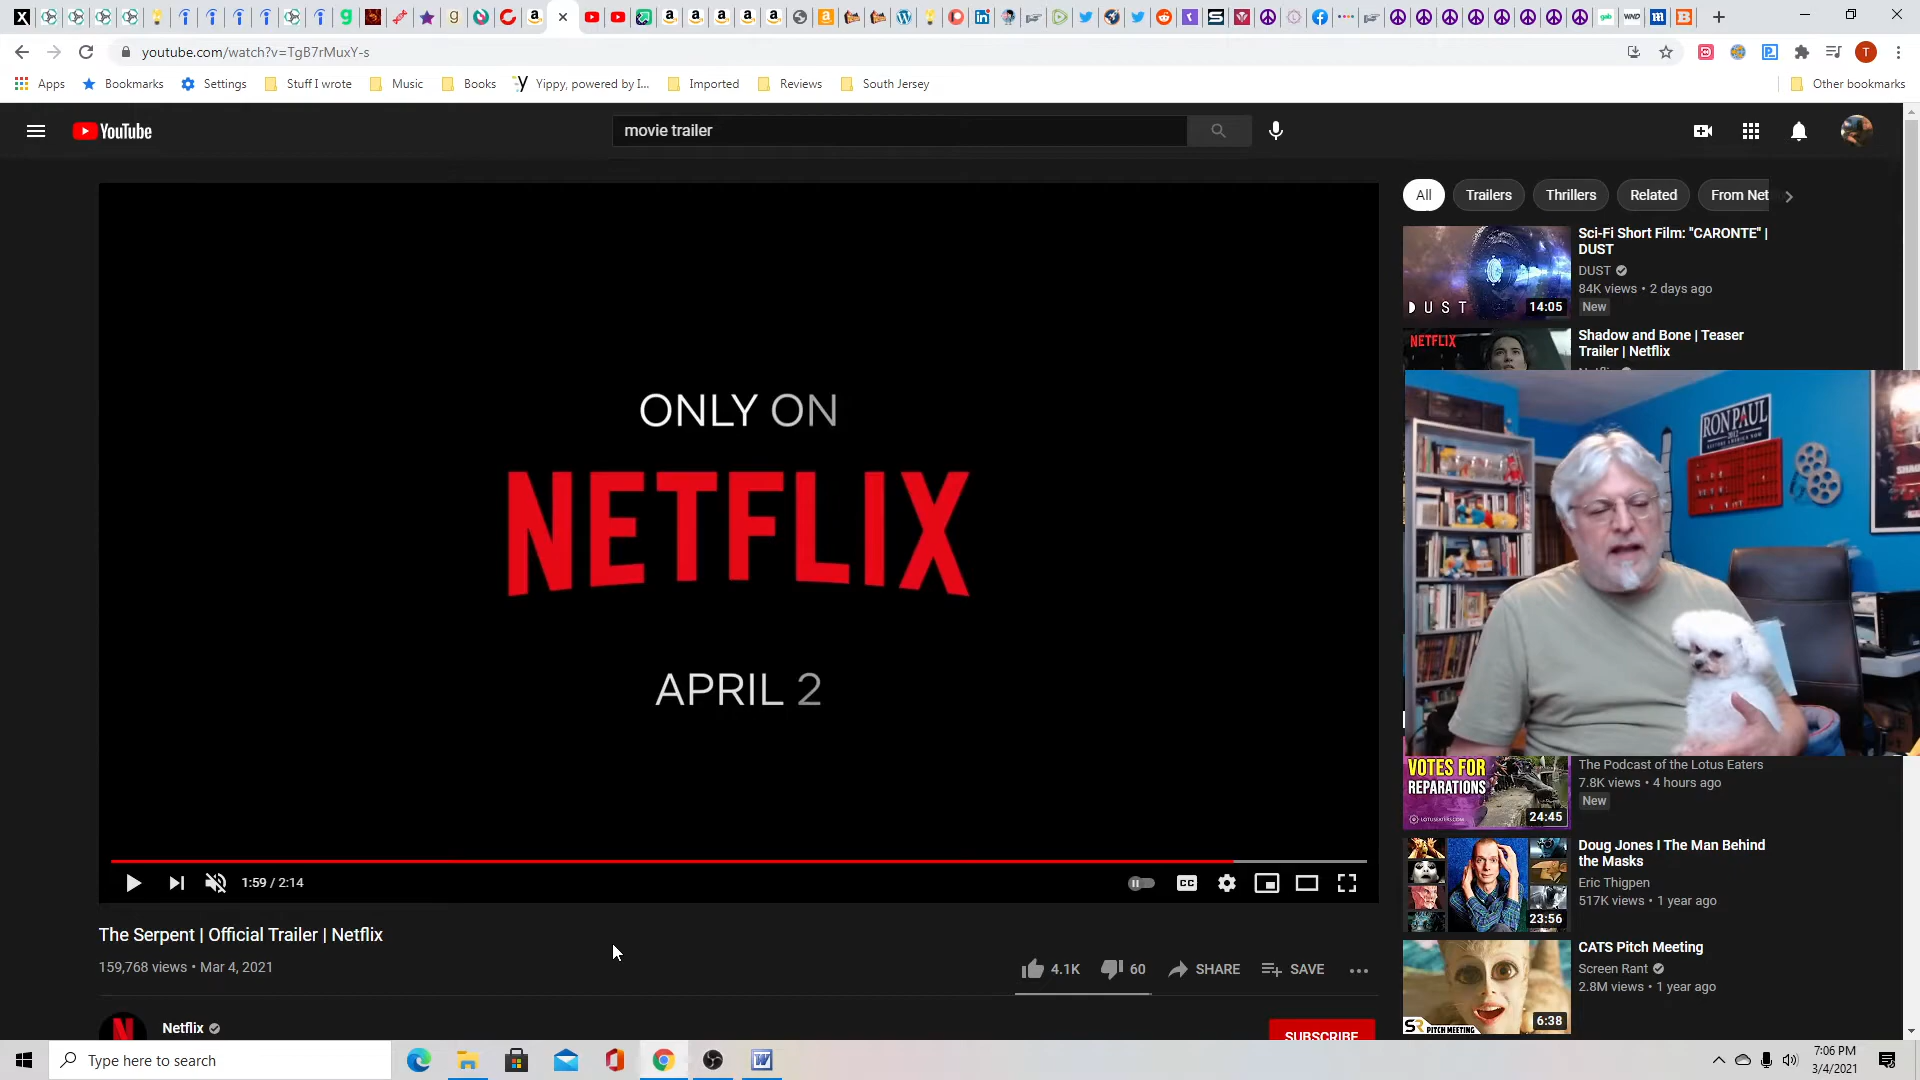 youtube.com/watch?v=TgB7rMuxY-s
Apps
Bookmarks
Settings
Stuff I wrote
Music
Books
Yippy, powered by I...
Imported
Reviews
South Jersey
Other bookmarks
YouTube
movie trailer
ONLY ON
NETFLIX
APRIL 2
1:59 / 2:14
CC
The Serpent | Official Trailer | Netflix
159,768 views • Mar 4, 2021
4.1K
60
SHARE
SAVE
Netflix
SUBSCRIBE
All
Trailers
Thrillers
Related
From Net
DUST
14:05
Sci-Fi Short Film: "CARONTE" |
DUST
DUST
84K views • 2 days ago
New
NETFLIX
Shadow and Bone | Teaser
Trailer | Netflix
RON PAUL
VOTES FOR
REPARATIONS
24:45
The Podcast of the Lotus Eaters
7.8K views • 4 hours ago
New
23:56
Doug Jones I The Man Behind
the Masks
Eric Thigpen
517K views • 1 year ago
SR PITCH MEETING
6:38
CATS Pitch Meeting
Screen Rant
2.8M views • 1 year ago
Type here to search
7:06 PM
3/4/2021